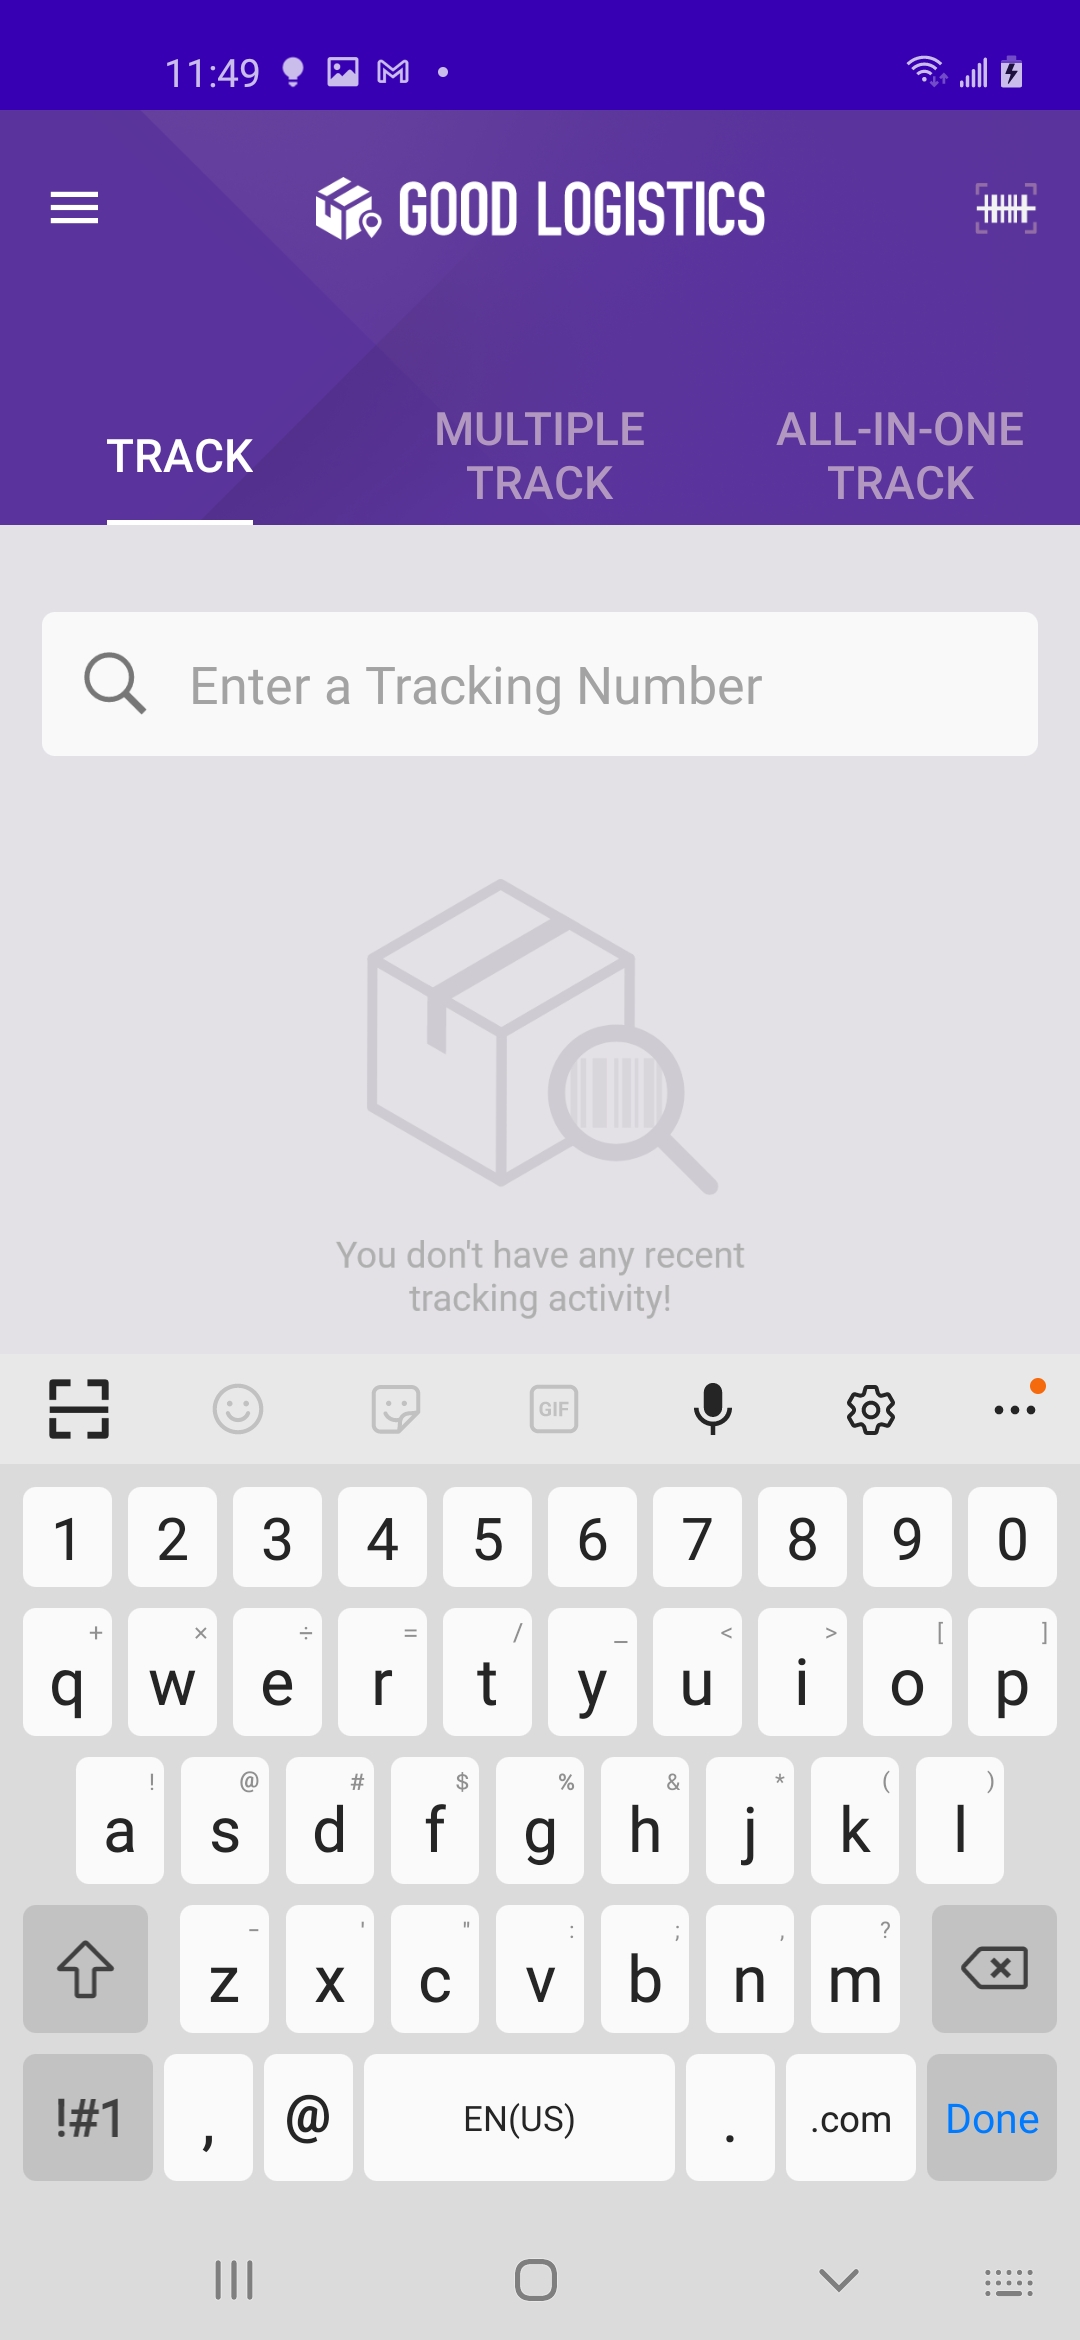 11:49
GOOD LOGISTICS
TRACK
MULTIPLE
TRACK
ALL-IN-ONE
TRACK
Enter a Tracking Number
You don't have any recent
tracking activity!
GIF
1 2 3 4 5 6 7 8 9 0
+ × ÷ = / _ < > [ ]
q w e r t y u i o p
! @ # $ % & * ( )
a s d f g h j k l
- ' " : ; , ?
z x c v b n m
!#1 , @ EN(US) . .com Done